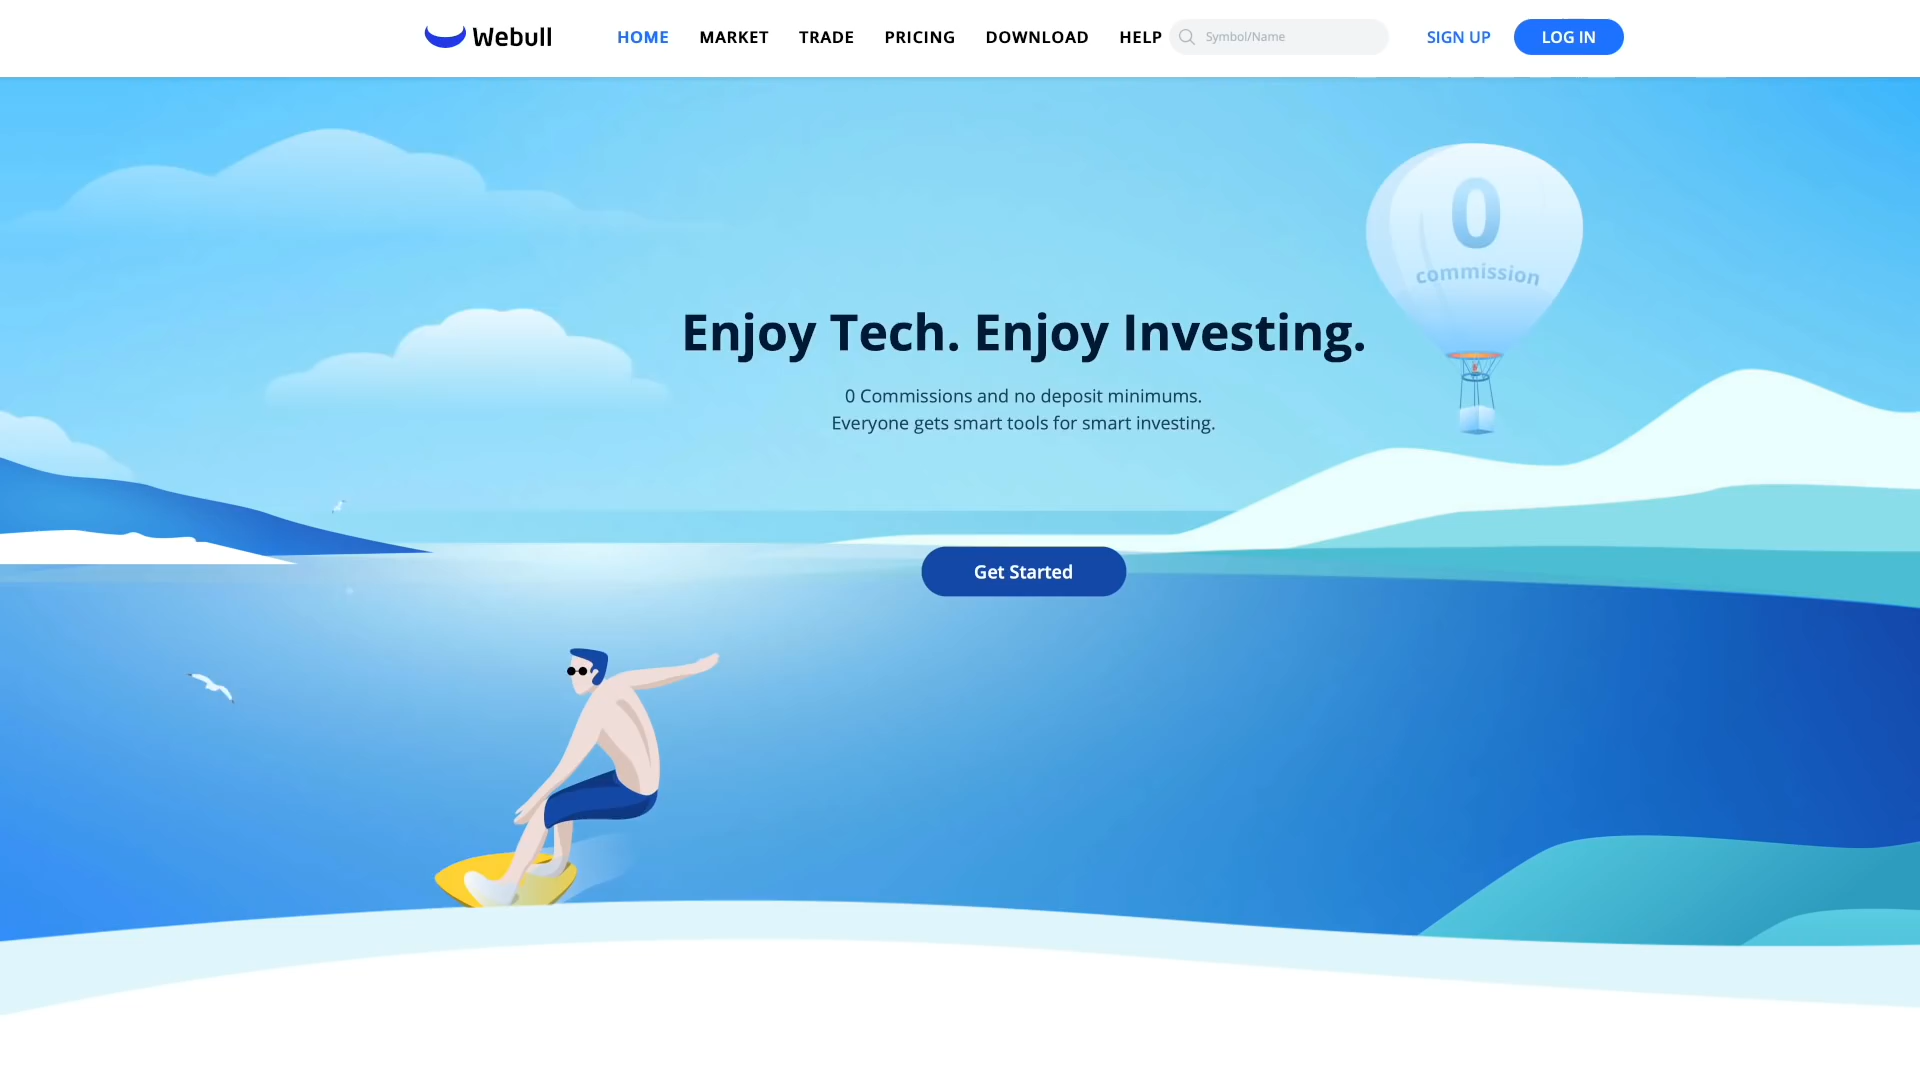 Webull
HOME MARKET TRADE PRICING DOWNLOAD HELP Symbol/Name SIGN UP LOG IN
0
commission
Enjoy Tech. Enjoy Investing.
0 Commissions and no deposit minimums.
Everyone gets smart tools for smart investing.
Get Started